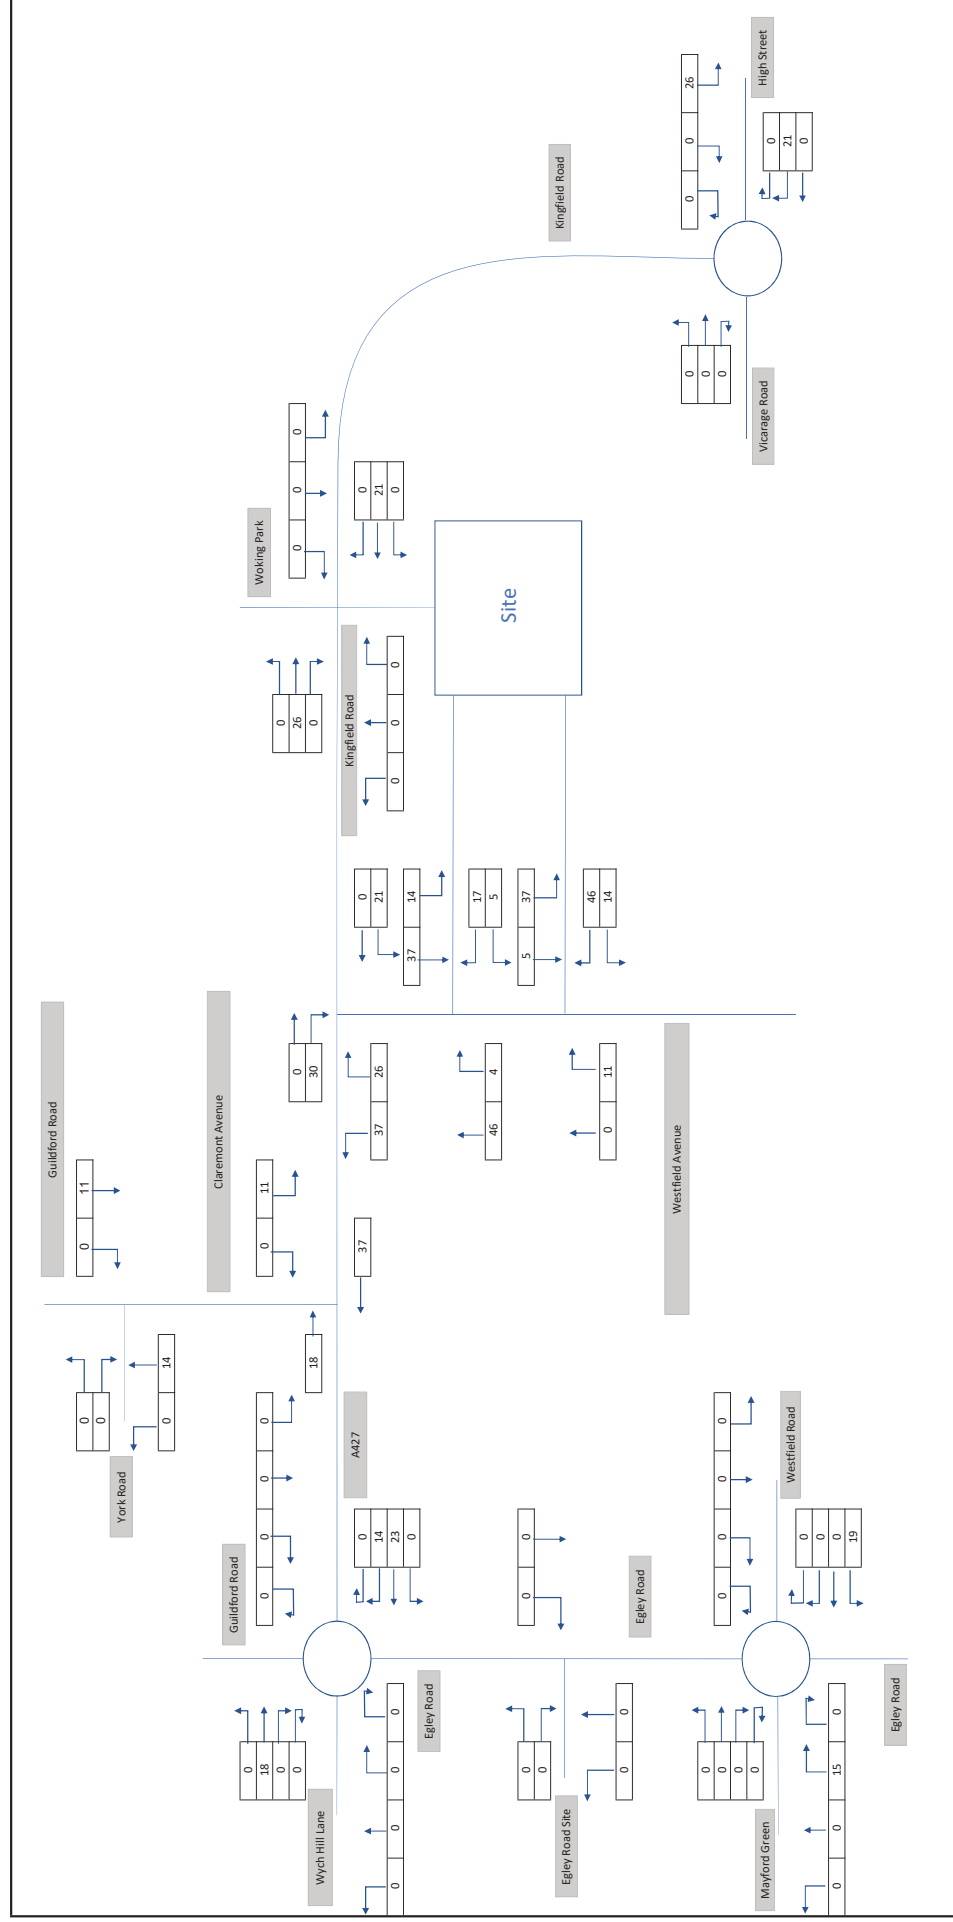 Guildford Road
0 0 11
0
York Road
0 14
Claremont Avenue
Guildford Road
0
Woking Park
18 0 0 0 0 0 11
0 0
0 0 26 0 0 0
18 30 0
Wych Hill Lane
A427 Kingfield Road
0 37 0 0
14 37 26 21 21
0 0 0 0 23 0 0 0 0
0 37 14
Egley Road
17
46 4 5
Site
0 0 0 5 37
0
Kingfield Road
Egley Road Site
46
0 11 14
0 0
Egley Road
Westfield Avenue
0 0 0 26
0 0
0 0 0 0 0 0
0
0
Mayford Green Vicarage Road High Street
0
21
Westfield Road
0 0
0
0 0 15 0 0
19
Egley Road